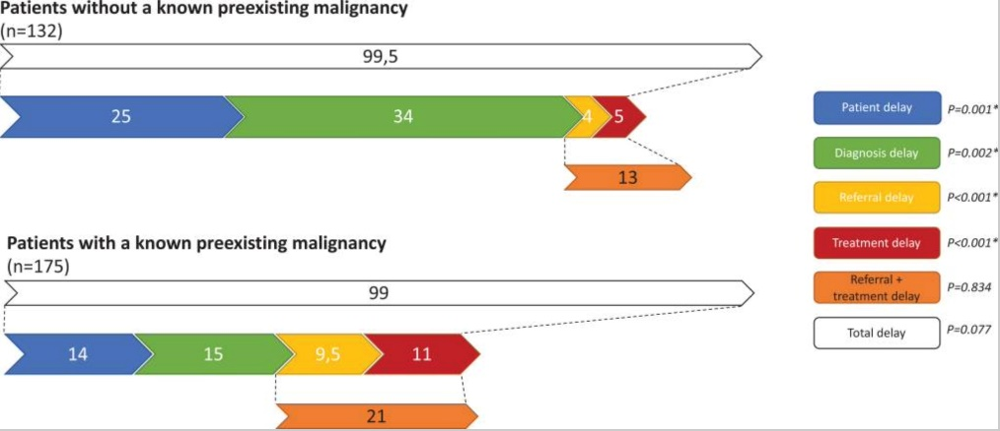 Patients without a known preexisting malignancy
(n=132)
99,5
25 34 4 5
13
Patients with a known preexisting malignancy
(n=175)
99
14 15 9,5 11
21
Patient delay P=0.001*
Diagnosis delay P=0.002*
Referral delay P<0.001*
Treatment delay P<0.001*
Referral +
treatment delay P=0.834
Total delay P=0.077